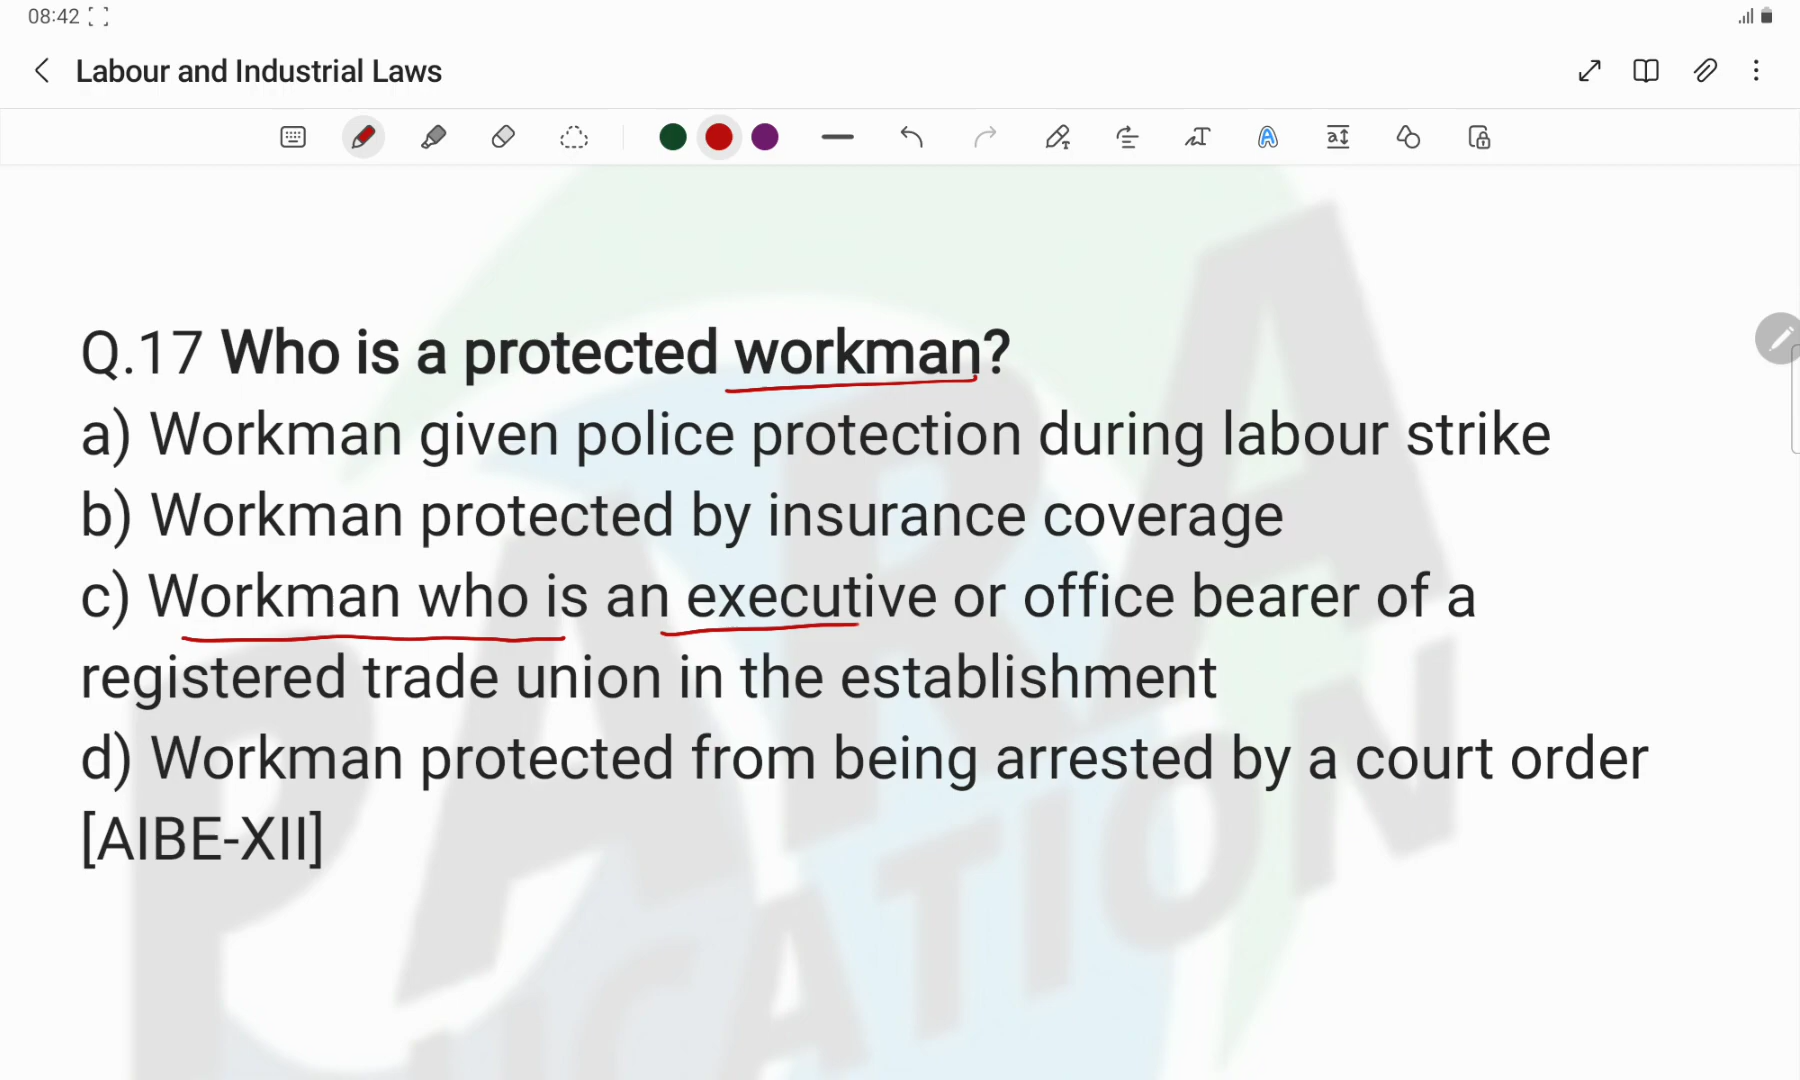 08:42
Labour and Industrial Laws
Q.17 Who is a protected workman?
a) Workman given police protection during labour strike
b) Workman protected by insurance coverage
c) Workman who is an executive or office bearer of a
registered trade union in the establishment
d) Workman protected from being arrested by a court order
[AIBE-XII]